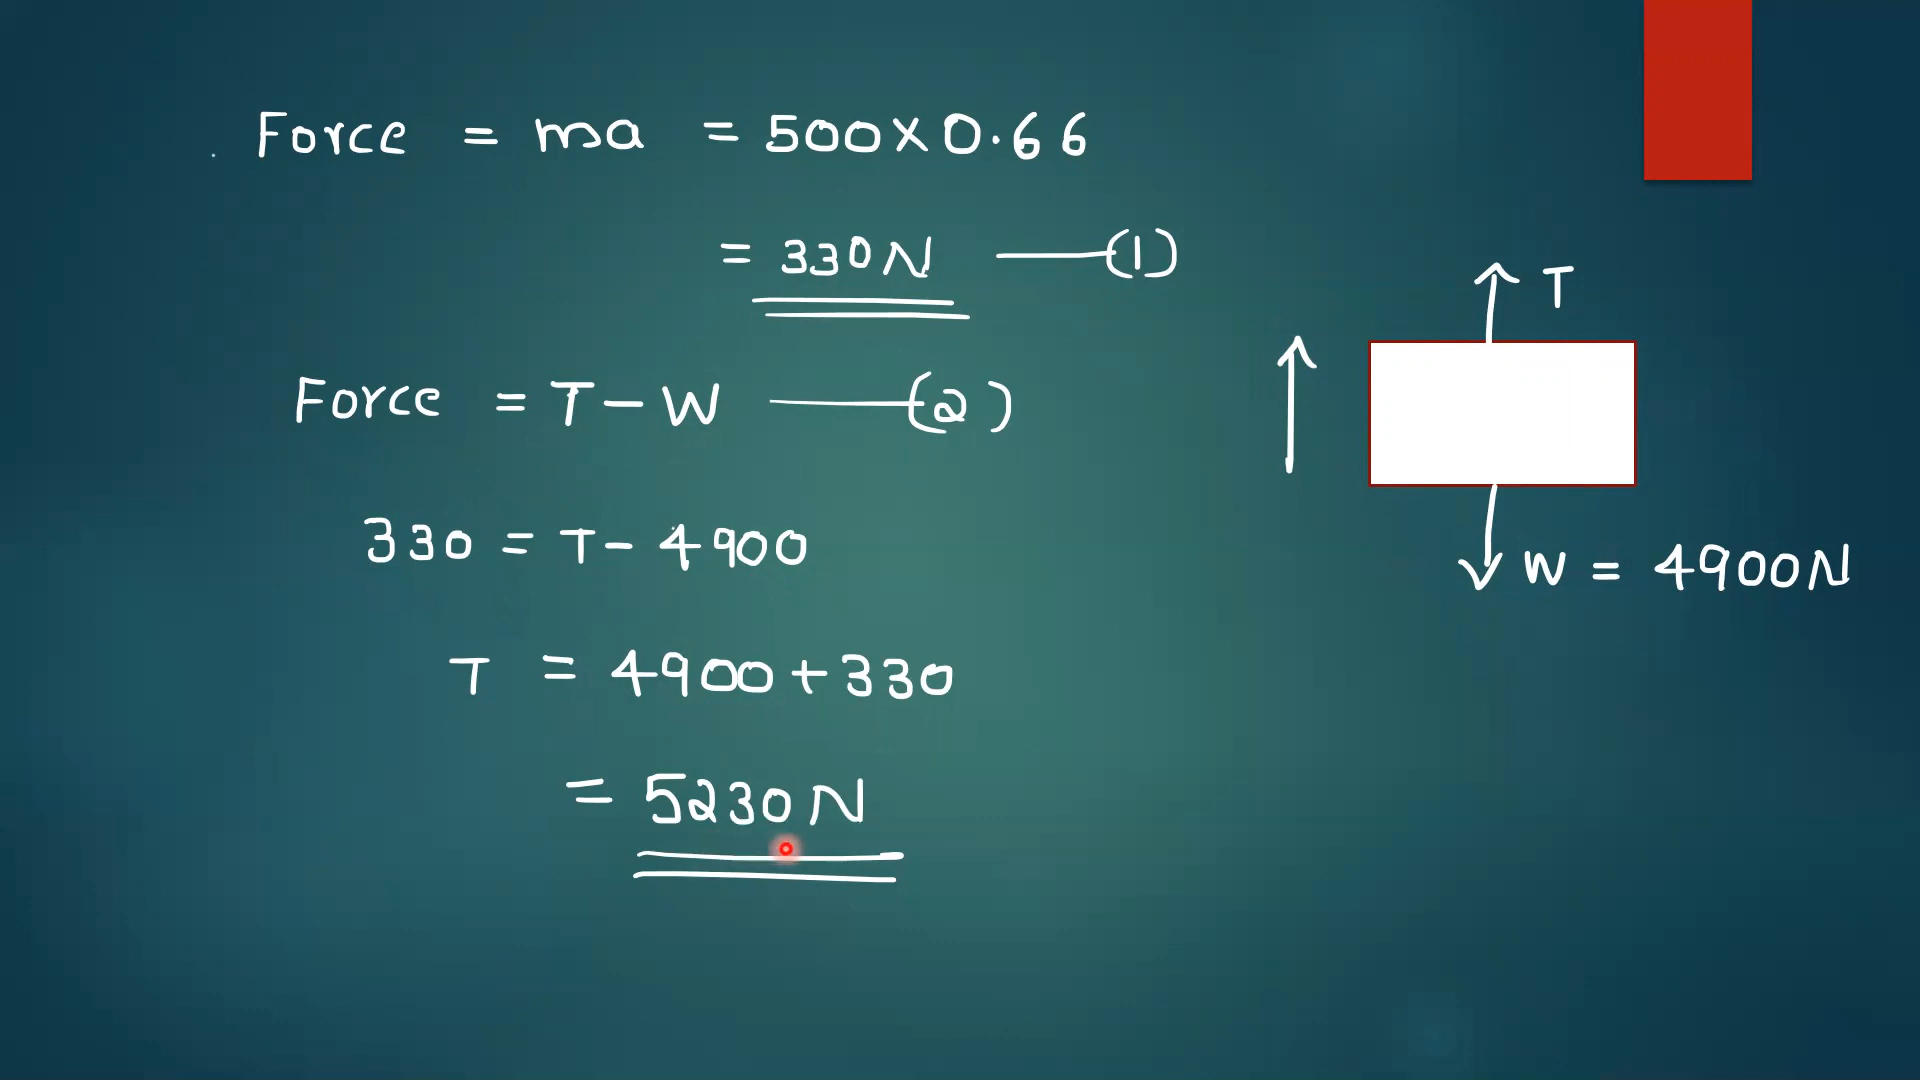 Force = ma = 500×0.66
= 330N —(1)
Force = T-W —(2)
330 = T-4900
T = 4900+330
= 5230N
T
W = 4900N